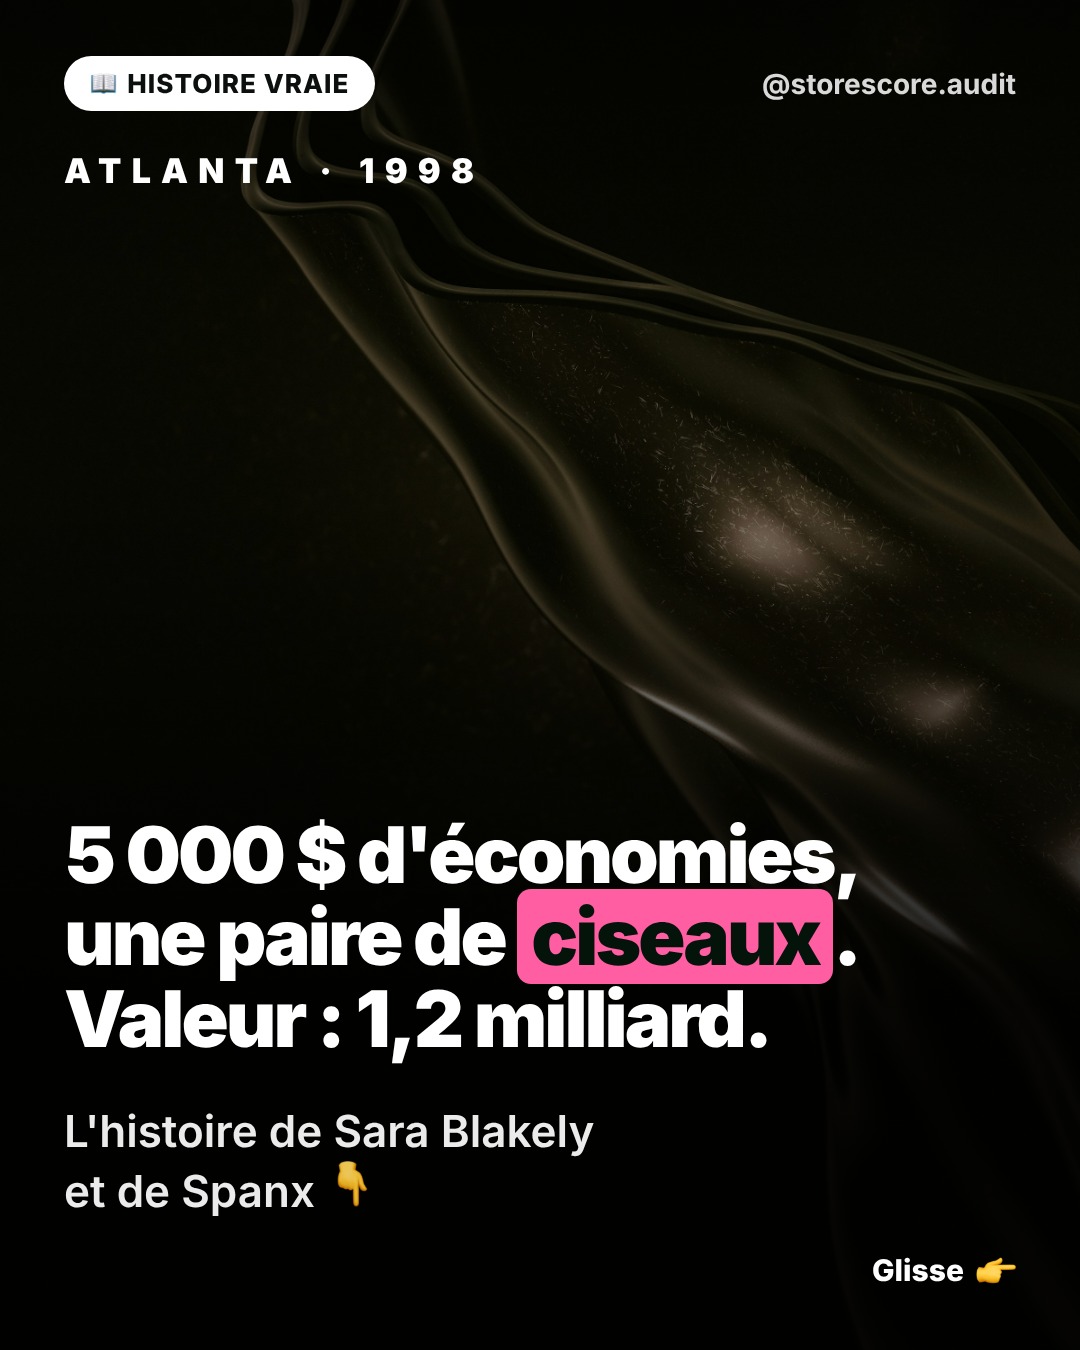 📖 HISTOIRE VRAIE
@storescore.audit
ATLANTA · 1998
5 000 $ d'économies,
une paire de ciseaux.
Valeur : 1,2 milliard.
L'histoire de Sara Blakely
et de Spanx 👇
Glisse 👉